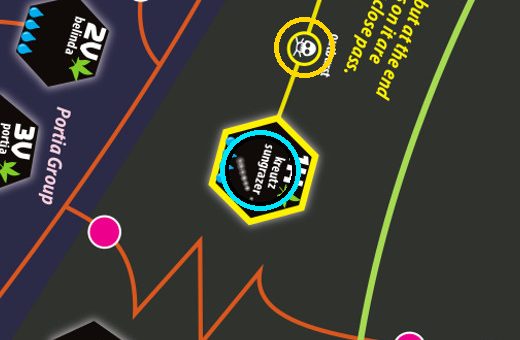 2U
belinda
3U
portia
Portia Group
kreutz
sungrazer
but at the end
on it are
close pass.